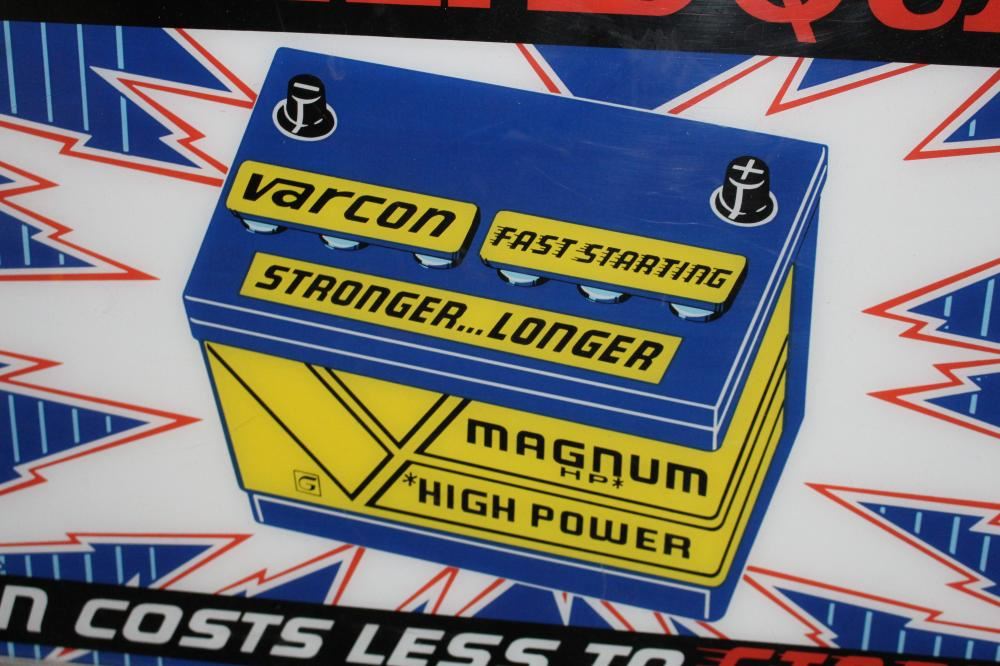 −
+
varcon
FAST STARTING
STRONGER...LONGER
MAGNUM
HP*
*HIGH POWER
G
COSTS LESS TO